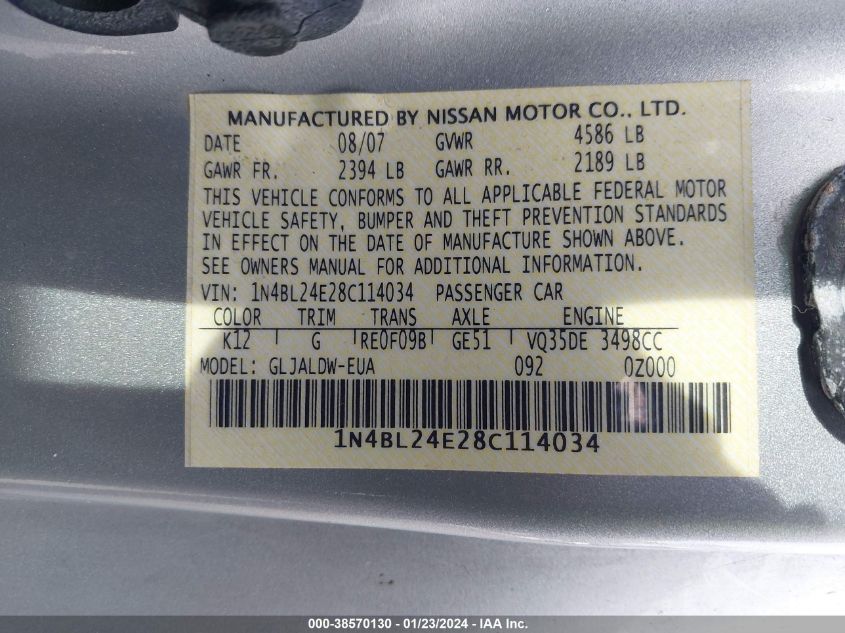 MANUFACTURED BY NISSAN MOTOR CO., LTD.
DATE 08/07 GVWR 4586 LB
GAWR FR. 2394 LB GAWR RR. 2189 LB
THIS VEHICLE CONFORMS TO ALL APPLICABLE FEDERAL MOTOR
VEHICLE SAFETY, BUMPER AND THEFT PREVENTION STANDARDS
IN EFFECT ON THE DATE OF MANUFACTURE SHOWN ABOVE.
SEE OWNERS MANUAL FOR ADDITIONAL INFORMATION.
VIN: 1N4BL24E28C114034 PASSENGER CAR
COLOR TRIM TRANS AXLE ENGINE
K12 G RE0F09B GE51 VQ35DE 3498CC
MODEL: GLJALDW-EUA 092 0Z000
1N4BL24E28C114034
000-38570130 - 01/23/2024 - IAA Inc.